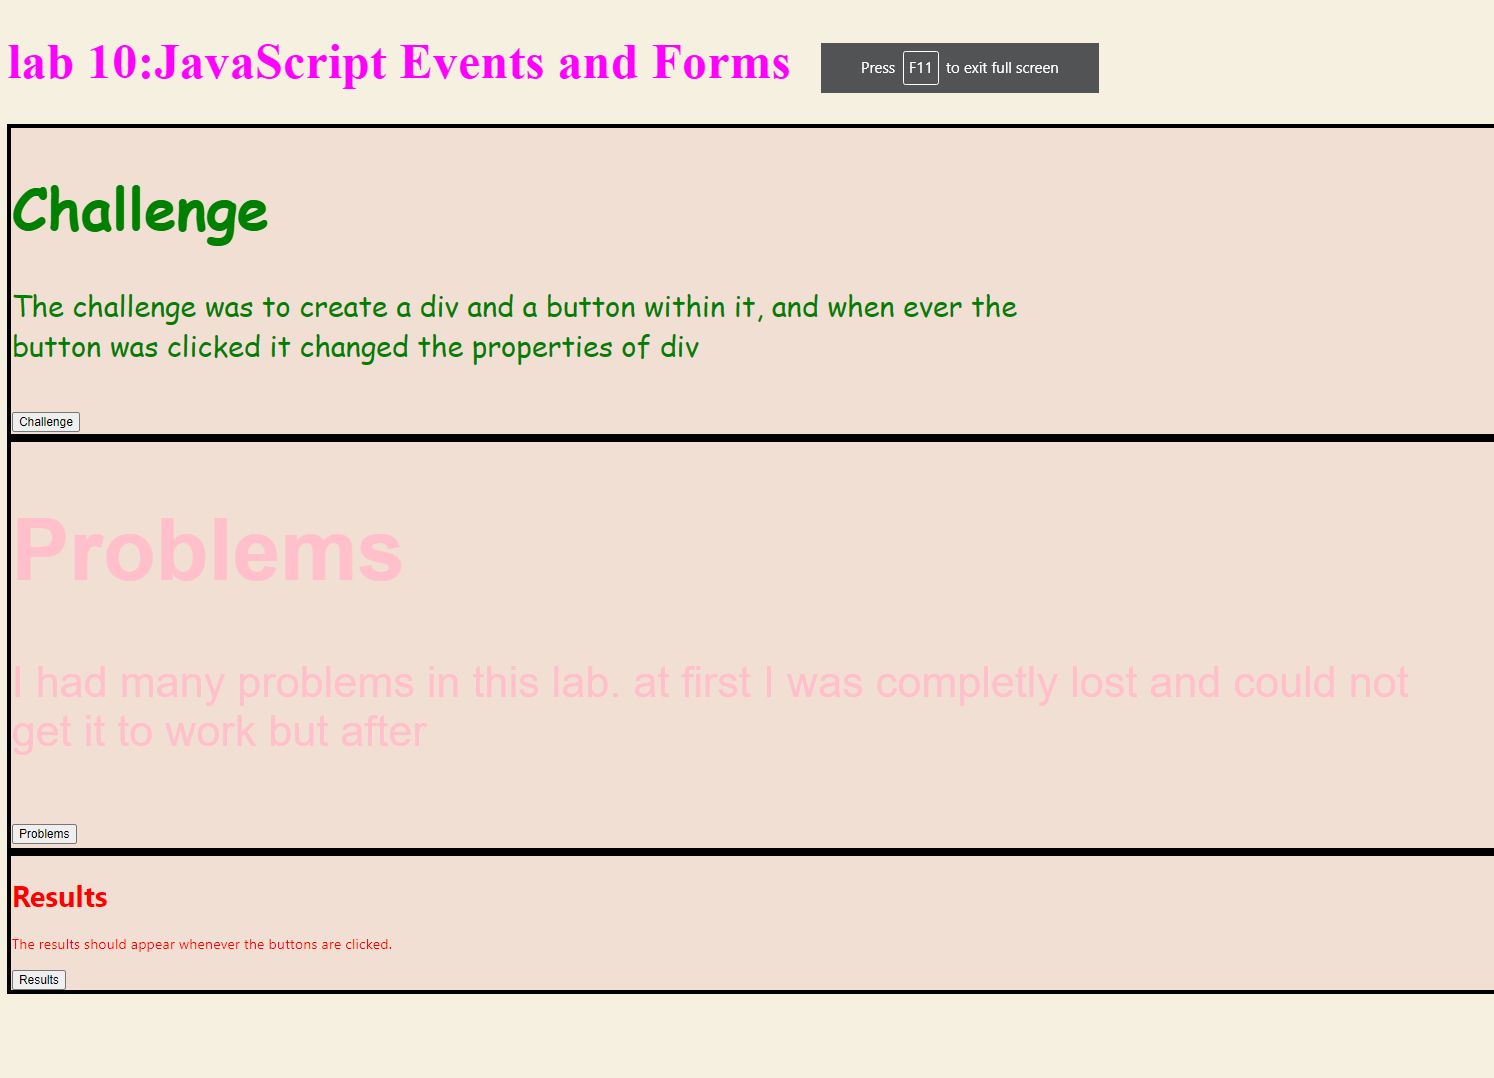 lab 10:JavaScript Events and Forms
Press F11 to exit full screen
Challenge
The challenge was to create a div and a button within it, and when ever the
button was clicked it changed the properties of div
Challenge
Problems
I had many problems in this lab. at first I was completly lost and could not
get it to work but after
Problems
Results
The results should appear whenever the buttons are clicked.
Results